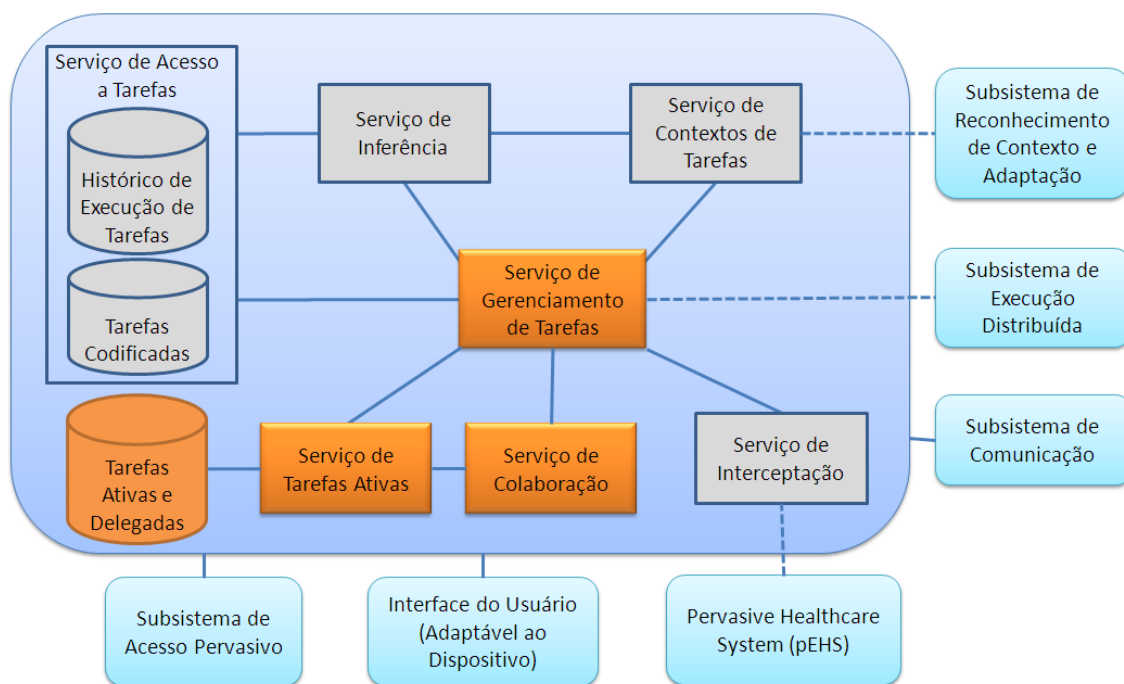 Serviço de Acesso
a Tarefas
Histórico de
Execução de
Tarefas
Tarefas
Codificadas
Tarefas
Ativas e
Delegadas
Serviço de
Inferência
Serviço de
Contextos de
Tarefas
Serviço de
Gerenciamento
de Tarefas
Serviço de
Tarefas Ativas
Serviço de
Colaboração
Serviço de
Interceptação
Subsistema de
Reconhecimento
de Contexto e
Adaptação
Subsistema de
Execução
Distribuída
Subsistema de
Comunicação
Subsistema de
Acesso Pervasivo
Interface do Usuário
(Adaptável ao
Dispositivo)
Pervasive Healthcare
System (pEHS)